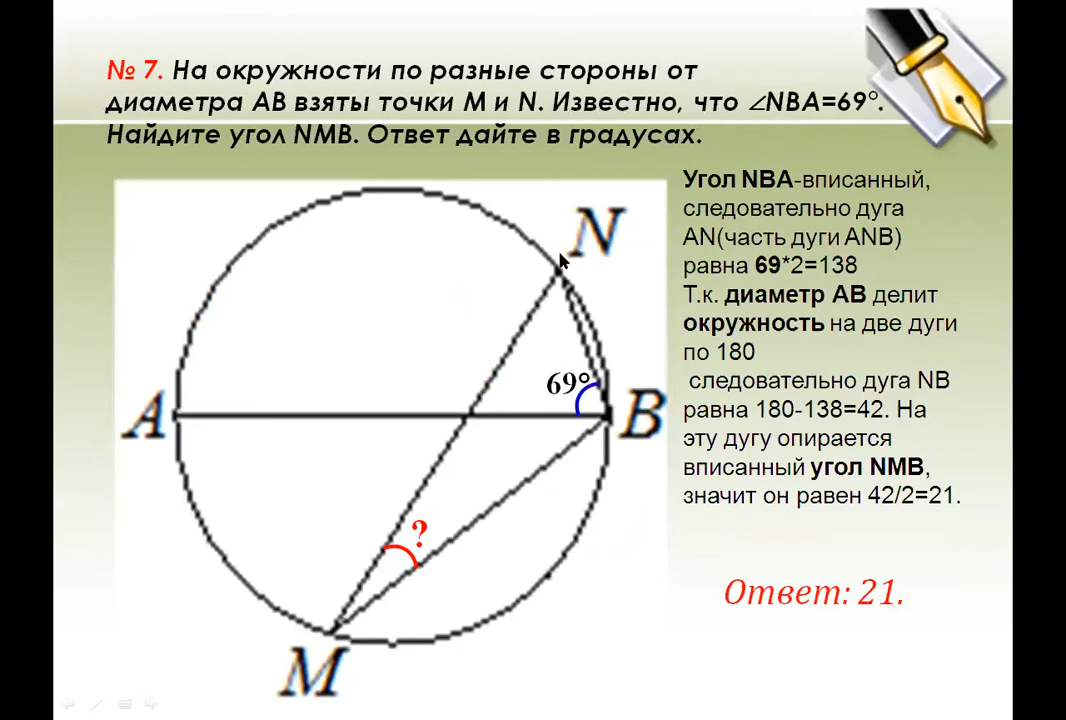 № 7. На окружности по разные стороны от
диаметра АВ взяты точки М и N. Известно, что ∠NBA=69°.
Найдите угол NMB. Ответ дайте в градусах.
Угол NBA-вписанный,
следовательно дуга
AN(часть дуги ANB)
равна 69*2=138
Т.к. диаметр АВ делит
окружность на две дуги
по 180
следовательно дуга NB
равна 180-138=42. На
эту дугу опирается
вписанный угол NMB,
значит он равен 42/2=21.
N
69°
A
B
?
M
Ответ: 21.